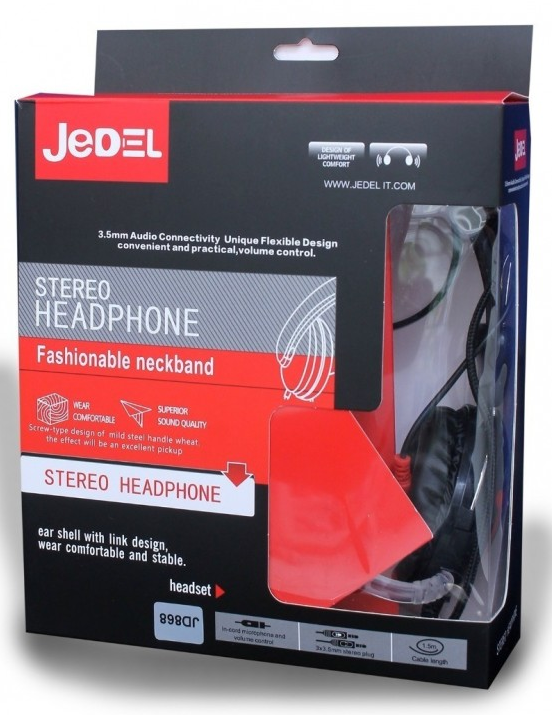 JEDEL
DESIGN OF
LIGHTWEIGHT
COMFORT
WWW.JEDEL IT.COM
JEDEL
3.5mm Audio Connectivity Unique Flexible Design
convenient and practical,volume control.
STEREO
HEADPHONE
Fashionable neckband
WEAR
COMFORTABLE
SUPERIOR
SOUND QUALITY
Screw-type design of mild steel handle wheat.
the effect will be an excellent pickup
STEREO HEADPHONE
ear shell with link design,
wear comfortable and stable.
headset
JD868
In-cord microphone and
volume control
3x3.5mm stereo plug
1.5m
Cable length